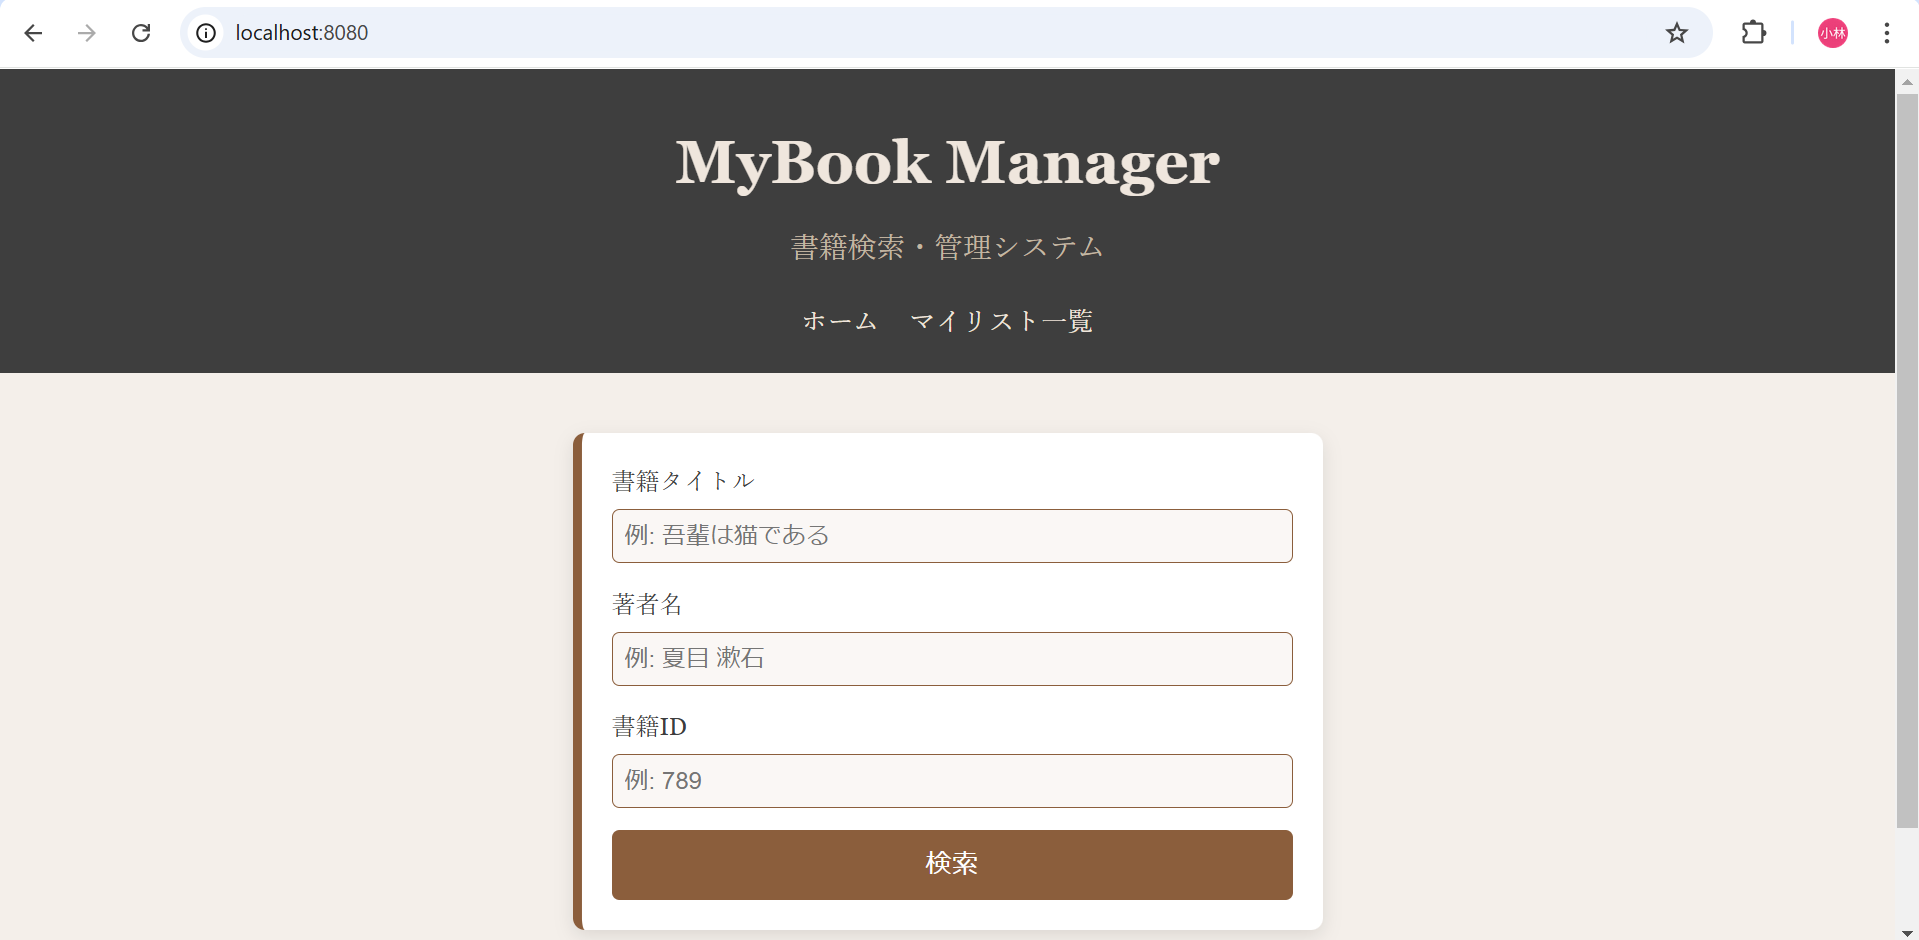 localhost:8080
小林
MyBook Manager
書籍検索・管理システム
ホーム マイリスト一覧
書籍タイトル
例: 吾輩は猫である
著者名
例: 夏目 漱石
書籍ID
例: 789
検索